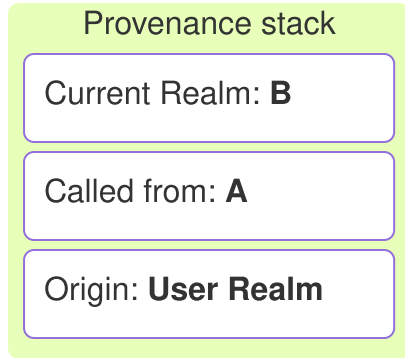 Provenance stack
Current Realm: B
Called from: A
Origin: User Realm